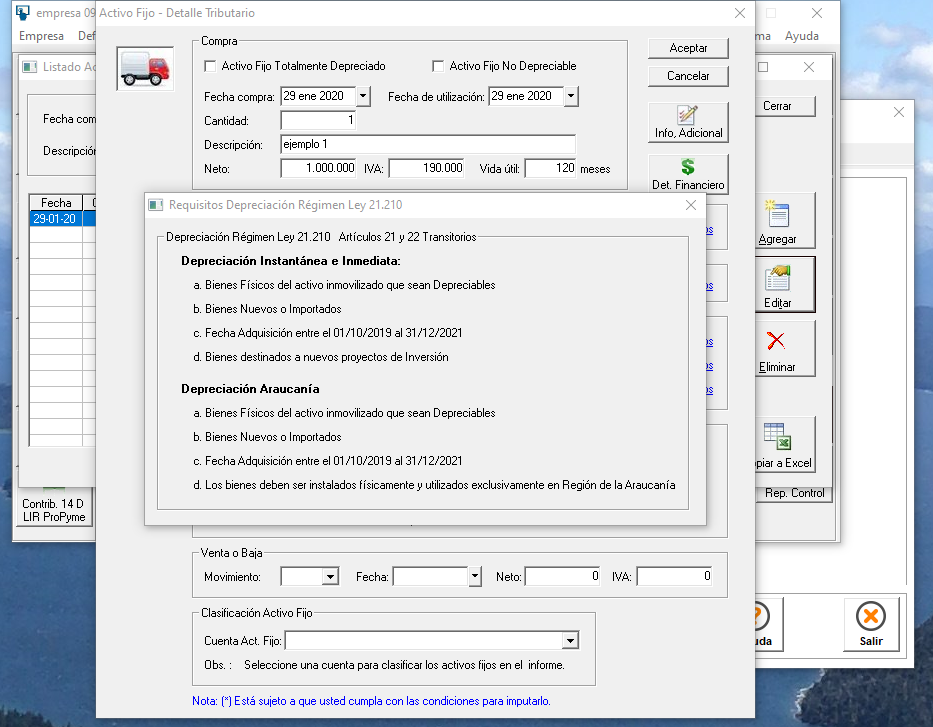 empresa 09
Empresa
Ayuda
Listado
Fecha
Descripción
Fecha
29-01-20
Contrib. 14 D
LIR ProPyme
Activo Fijo - Detalle Tributario
Compra
Activo Fijo Totalmente Depreciado
Activo Fijo No Depreciable
Fecha compra: 29 ene 2020
Fecha de utilización: 29 ene 2020
Cantidad: 1
Descripción: ejemplo 1
Neto: 1.000.000 IVA: 190.000 Vida útil: 120 meses
Aceptar
Cancelar
Info, Adicional
Det. Financiero
Requisitos Depreciación Régimen Ley 21.210
Depreciación Régimen Ley 21.210 Artículos 21 y 22 Transitorios
Depreciación Instantánea e Inmediata:
a. Bienes Físicos del activo inmovilizado que sean Depreciables
b. Bienes Nuevos o Importados
c. Fecha Adquisición entre el 01/10/2019 al 31/12/2021
d. Bienes destinados a nuevos proyectos de Inversión
Depreciación Araucanía
a. Bienes Físicos del activo inmovilizado que sean Depreciables
b. Bienes Nuevos o Importados
c. Fecha Adquisición entre el 01/10/2019 al 31/12/2021
d. Los bienes deben ser instalados físicamente y utilizados exclusivamente en Región de la Araucanía
Venta o Baja
Movimiento: Fecha: Neto: 0 IVA: 0
Clasificación Activo Fijo
Cuenta Act. Fijo:
Obs. : Seleccione una cuenta para clasificar los activos fijos en el informe.
Nota: (*) Está sujeto a que usted cumpla con las condiciones para imputarlo.
Cerrar
Agregar
Editar
Eliminar
piar a Excel
Rep. Control
Salir